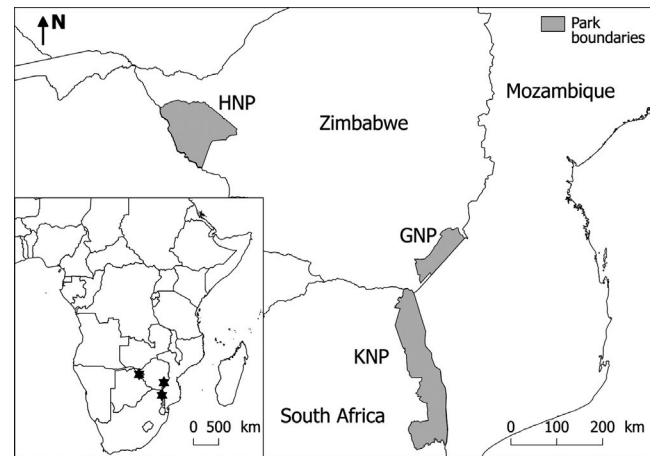 N
Park
boundaries
HNP
Mozambique
Zimbabwe
GNP
KNP
South Africa
0 500 km
0 100 200 km